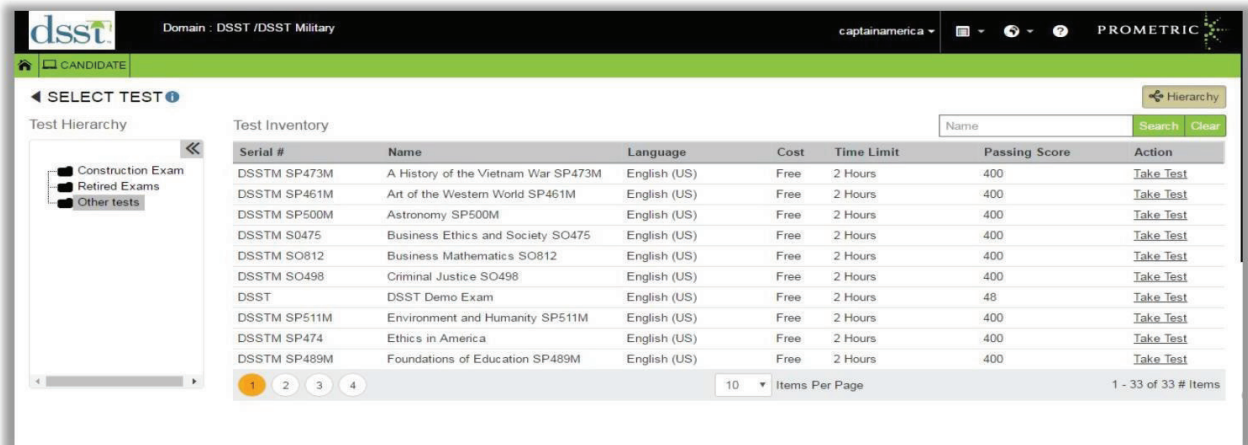 dsst
Domain : DSST /DSST Military
captainamerica
PROMETRIC
CANDIDATE
SELECT TEST
Hierarchy
Test Hierarchy
Construction Exam
Retired Exams
Other tests
Test Inventory
Name Search Clear
Serial # Name Language Cost Time Limit Passing Score Action
DSSTM SP473M A History of the Vietnam War SP473M English (US) Free 2 Hours 400 Take Test
DSSTM SP461M Art of the Western World SP461M English (US) Free 2 Hours 400 Take Test
DSSTM SP500M Astronomy SP500M English (US) Free 2 Hours 400 Take Test
DSSTM S0475 Business Ethics and Society SO475 English (US) Free 2 Hours 400 Take Test
DSSTM SO812 Business Mathematics SO812 English (US) Free 2 Hours 400 Take Test
DSSTM SO498 Criminal Justice SO498 English (US) Free 2 Hours 400 Take Test
DSST DSST Demo Exam English (US) Free 2 Hours 48 Take Test
DSSTM SP511M Environment and Humanity SP511M English (US) Free 2 Hours 400 Take Test
DSSTM SP474 Ethics in America English (US) Free 2 Hours 400 Take Test
DSSTM SP489M Foundations of Education SP489M English (US) Free 2 Hours 400 Take Test
1 2 3 4 10 Items Per Page 1 - 33 of 33 # Items